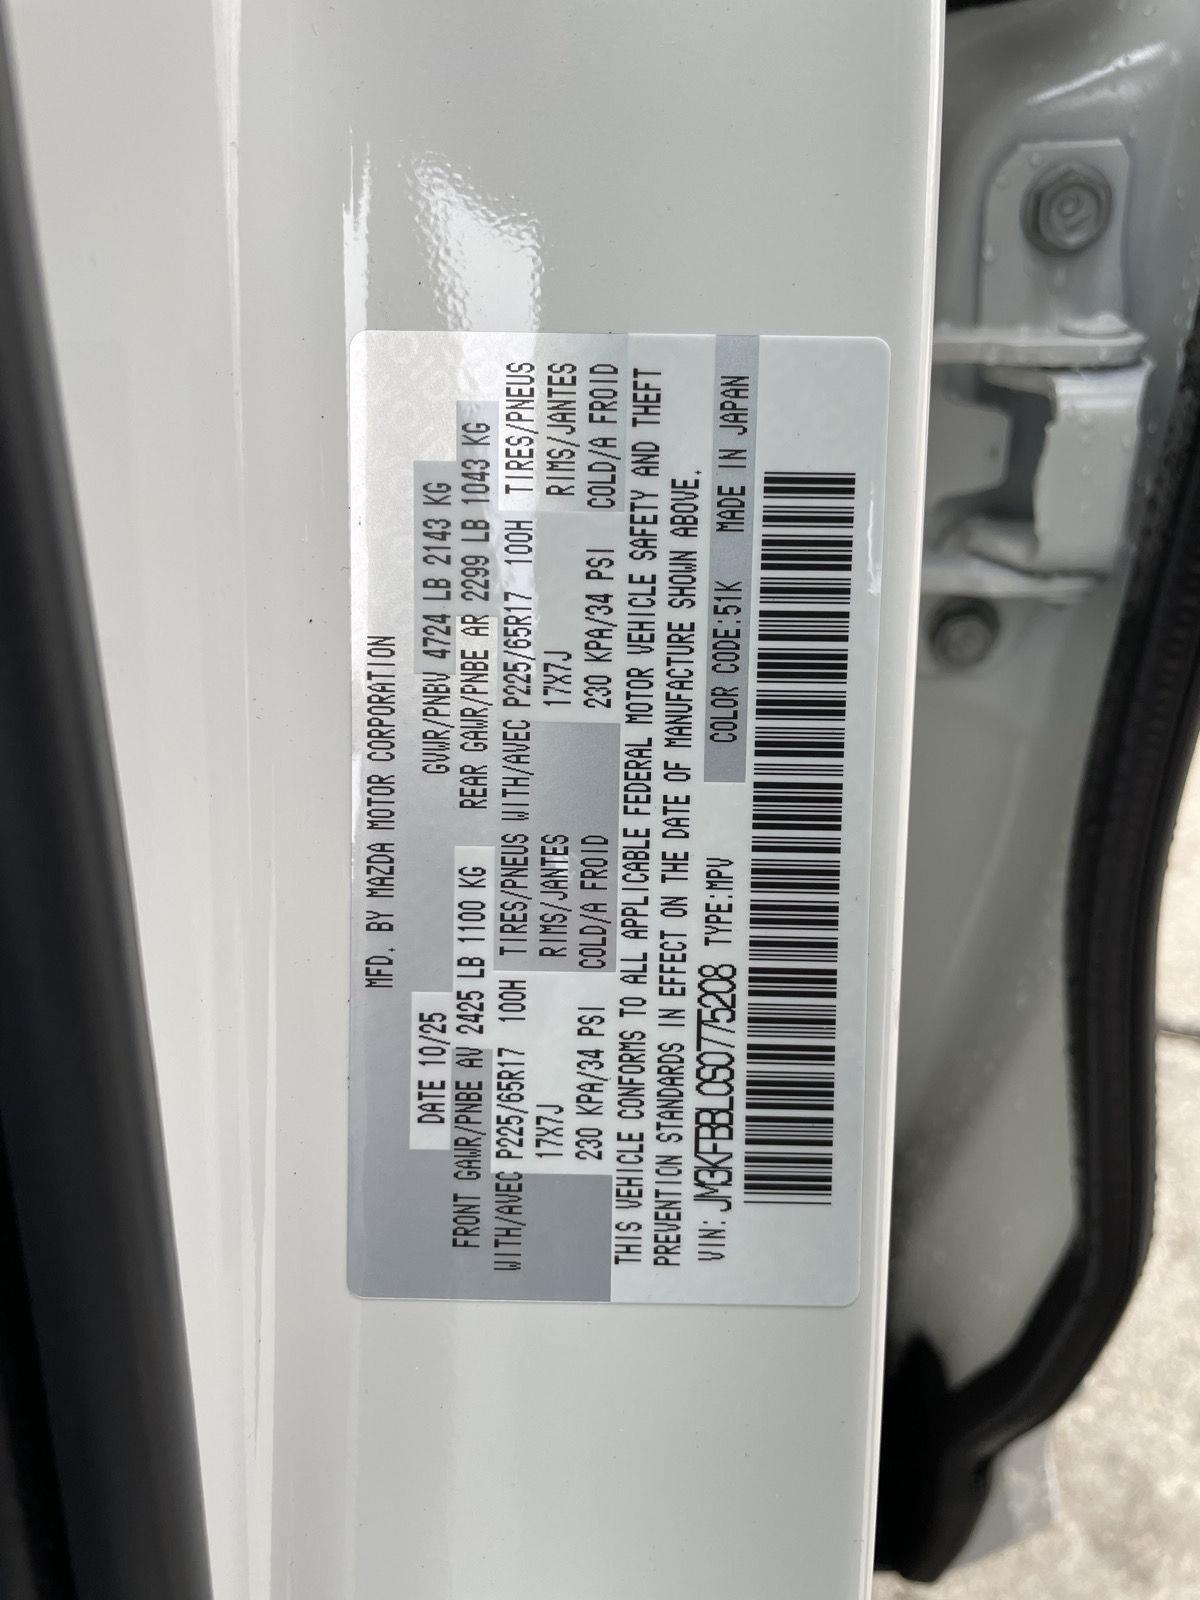 MFD. BY MAZDA MOTOR CORPORATION
DATE 10/25 GVWR/PNBV 4724 LB 2143 KG
FRONT GAWR/PNBE AV 2425 LB 1100 KG REAR GAWR/PNBE AR 2299 LB 1043 KG
WITH/AVEC P225/65R17 100H TIRES/PNEUS WITH/AVEC P225/65R17 100H TIRES/PNEUS
17X7J RIMS/JANTES 17X7J RIMS/JANTES
230 KPA/34 PSI COLD/A FROID 230 KPA/34 PSI COLD/A FROID
THIS VEHICLE CONFORMS TO ALL APPLICABLE FEDERAL MOTOR VEHICLE SAFETY AND THEFT
PREVENTION STANDARDS IN EFFECT ON THE DATE OF MANUFACTURE SHOWN ABOVE.
VIN: JM3KFBBL0S0775208 TYPE:MPV COLOR CODE:51K MADE IN JAPAN